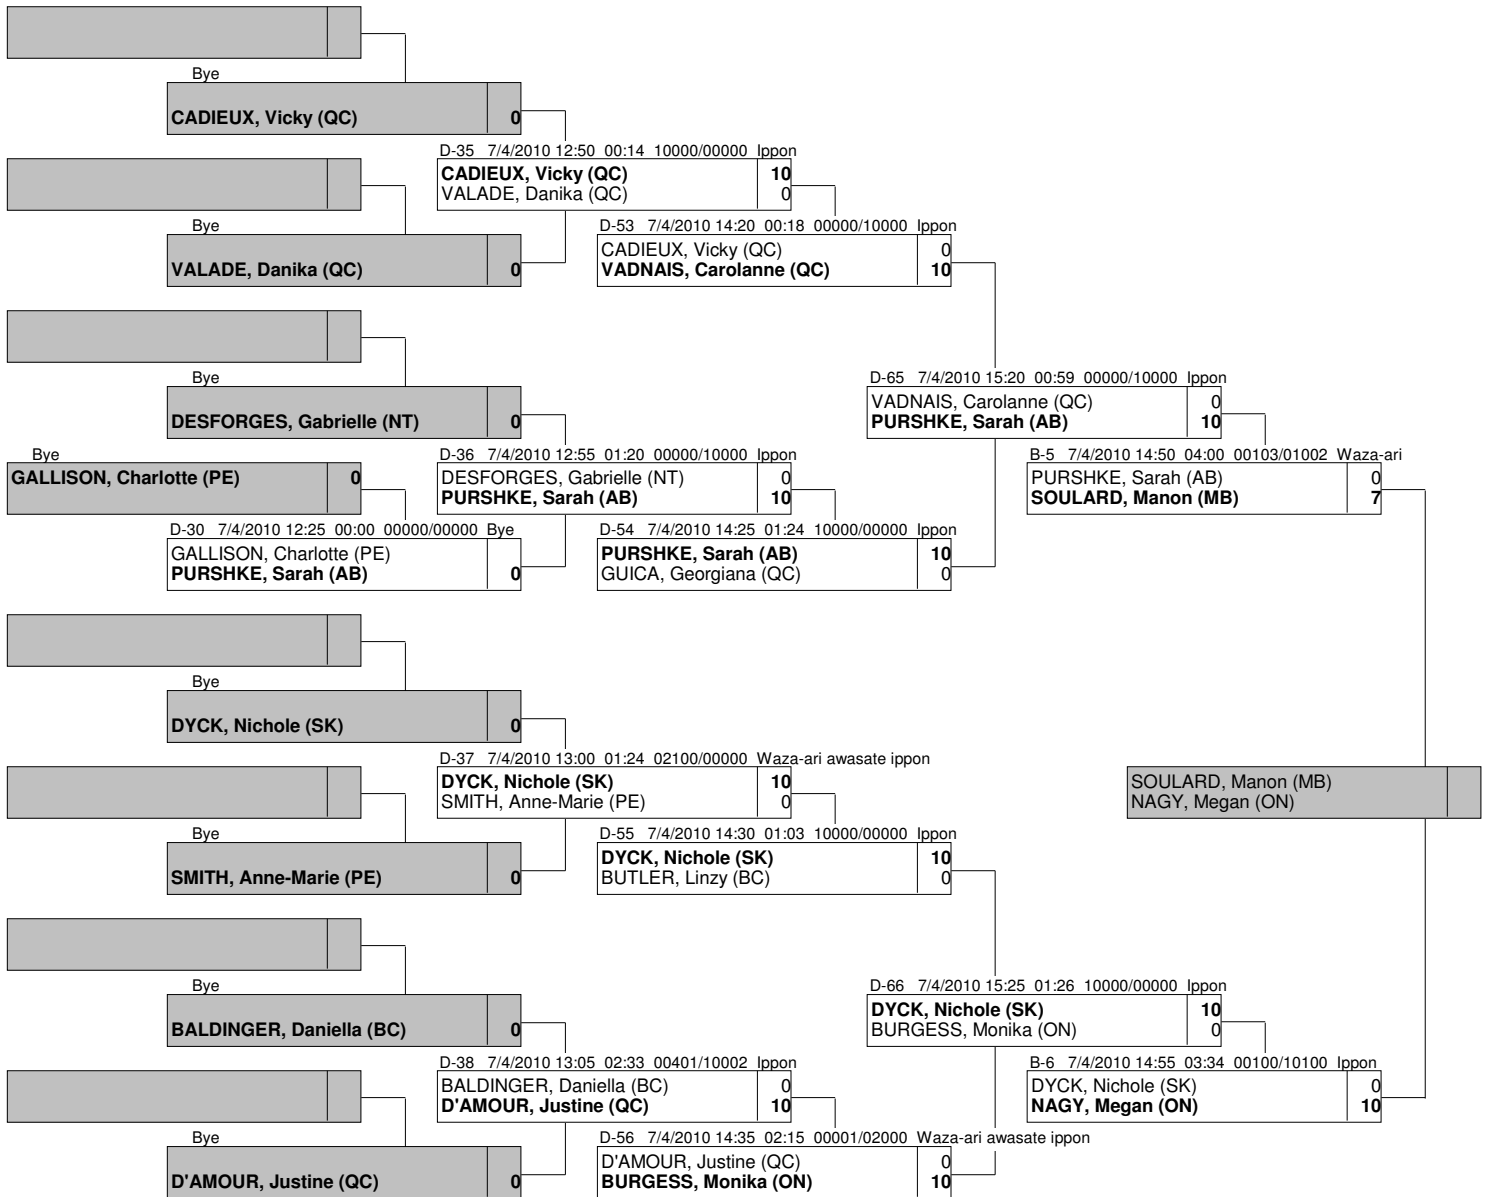 Bye
CADIEUX, Vicky (QC) 0
D-35 7/4/2010 12:50 00:14 10000/00000 Ippon
CADIEUX, Vicky (QC) 10
VALADE, Danika (QC) 0
Bye
VALADE, Danika (QC) 0
D-53 7/4/2010 14:20 00:18 00000/10000 Ippon
CADIEUX, Vicky (QC) 0
VADNAIS, Carolanne (QC) 10
Bye
DESFORGES, Gabrielle (NT) 0
D-65 7/4/2010 15:20 00:59 00000/10000 Ippon
VADNAIS, Carolanne (QC) 0
PURSHKE, Sarah (AB) 10
Bye
GALLISON, Charlotte (PE) 0
D-36 7/4/2010 12:55 01:20 00000/10000 Ippon
DESFORGES, Gabrielle (NT) 0
PURSHKE, Sarah (AB) 10
B-5 7/4/2010 14:50 04:00 00103/01002 Waza-ari
PURSHKE, Sarah (AB) 0
SOULARD, Manon (MB) 7
D-30 7/4/2010 12:25 00:00 00000/00000 Bye
GALLISON, Charlotte (PE)
PURSHKE, Sarah (AB) 0
D-54 7/4/2010 14:25 01:24 10000/00000 Ippon
PURSHKE, Sarah (AB) 10
GUICA, Georgiana (QC) 0
Bye
DYCK, Nichole (SK) 0
D-37 7/4/2010 13:00 01:24 02100/00000 Waza-ari awasate ippon
DYCK, Nichole (SK) 10
SMITH, Anne-Marie (PE) 0
SOULARD, Manon (MB)
NAGY, Megan (ON)
Bye
SMITH, Anne-Marie (PE) 0
D-55 7/4/2010 14:30 01:03 10000/00000 Ippon
DYCK, Nichole (SK) 10
BUTLER, Linzy (BC) 0
Bye
BALDINGER, Daniella (BC) 0
D-66 7/4/2010 15:25 01:26 10000/00000 Ippon
DYCK, Nichole (SK) 10
BURGESS, Monika (ON) 0
D-38 7/4/2010 13:05 02:33 00401/10002 Ippon
BALDINGER, Daniella (BC) 0
D'AMOUR, Justine (QC) 10
B-6 7/4/2010 14:55 03:34 00100/10100 Ippon
DYCK, Nichole (SK) 0
NAGY, Megan (ON) 10
Bye
D'AMOUR, Justine (QC) 0
D-56 7/4/2010 14:35 02:15 00001/02000 Waza-ari awasate ippon
D'AMOUR, Justine (QC) 0
BURGESS, Monika (ON) 10